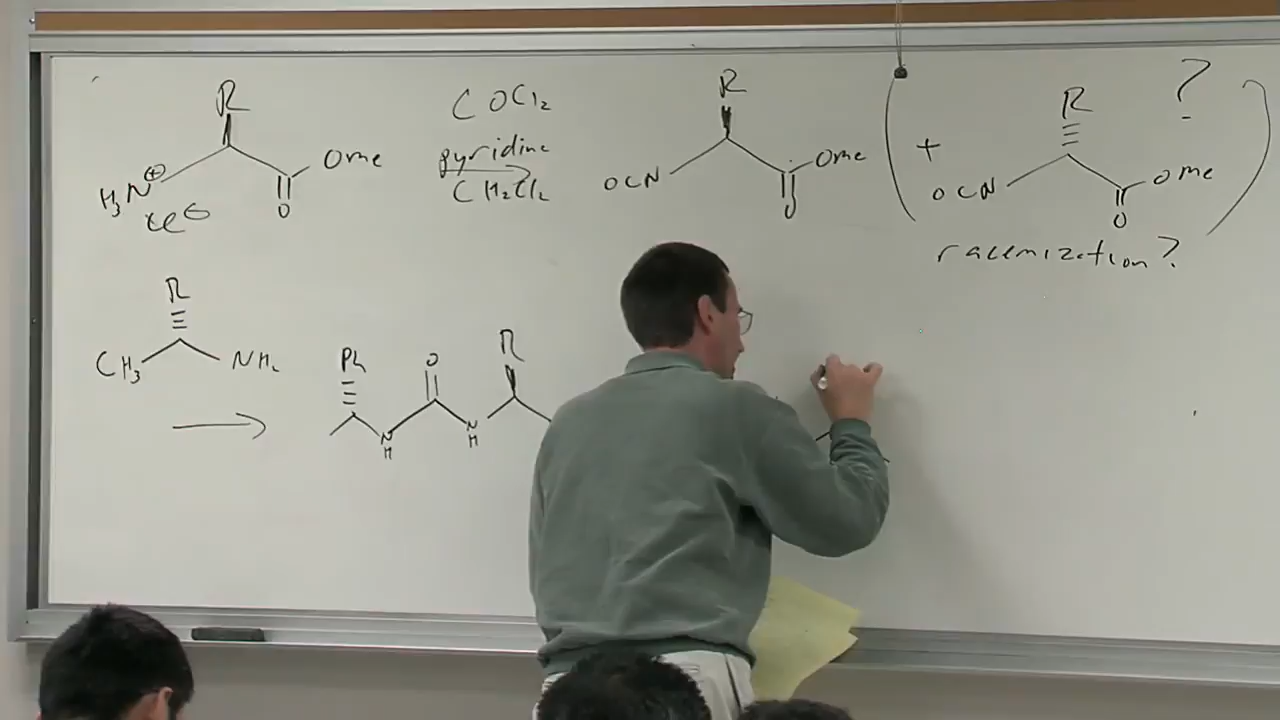 R
H3N⊕
Cl⊖
O
OMe
COCl2
pyridine
CH2Cl2
R
OCN
O
OMe
+
R
OCN
O
OMe
?
racemization?
R
CH3
NH2
Ph
N
H
O
N
H
R